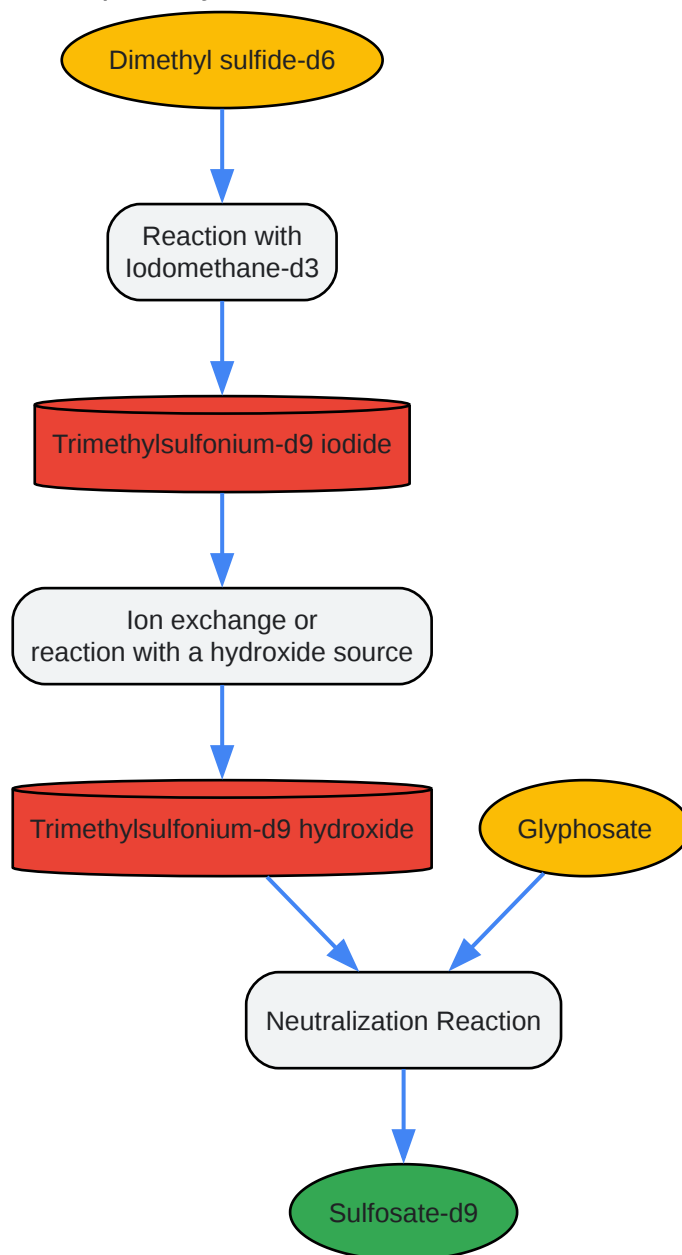 Dimethyl sulfide-d6
Reaction with
Iodomethane-d3
Trimethylsulfonium-d9 iodide
Ion exchange or
reaction with a hydroxide source
Trimethylsulfonium-d9 hydroxide
Glyphosate
Neutralization Reaction
Sulfosate-d9